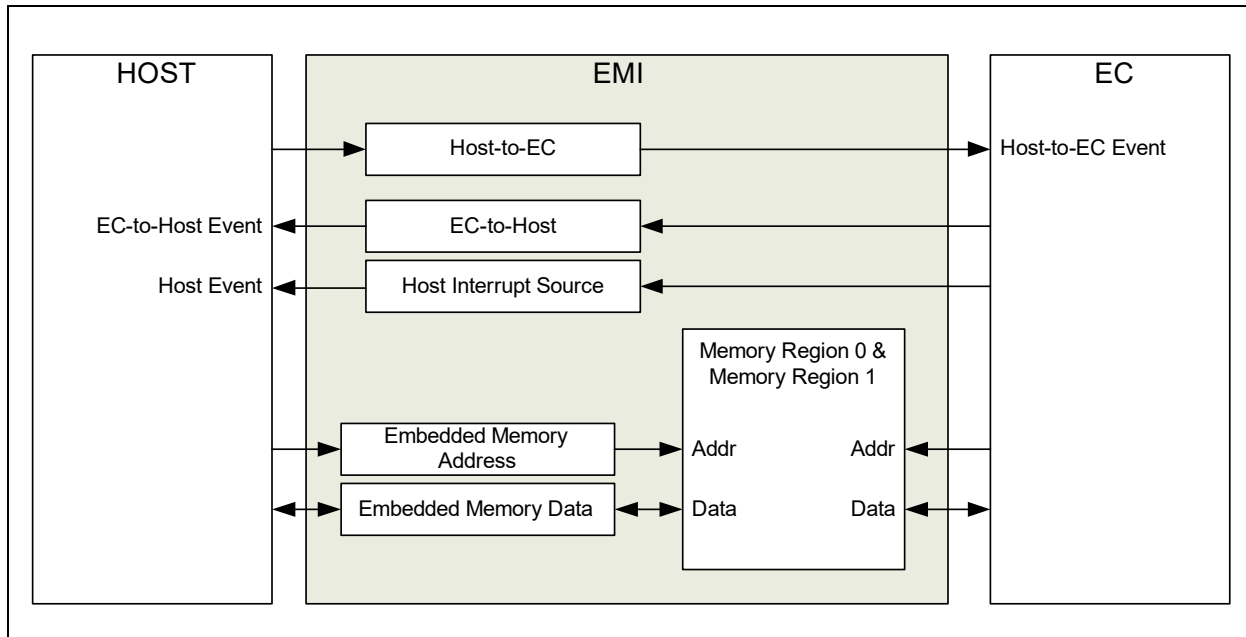 HOST
EMI
EC
Host-to-EC
Host-to-EC Event
EC-to-Host Event
EC-to-Host
Host Event
Host Interrupt Source
Memory Region 0 &
Memory Region 1
Embedded Memory
Address
Addr
Addr
Embedded Memory Data
Data
Data